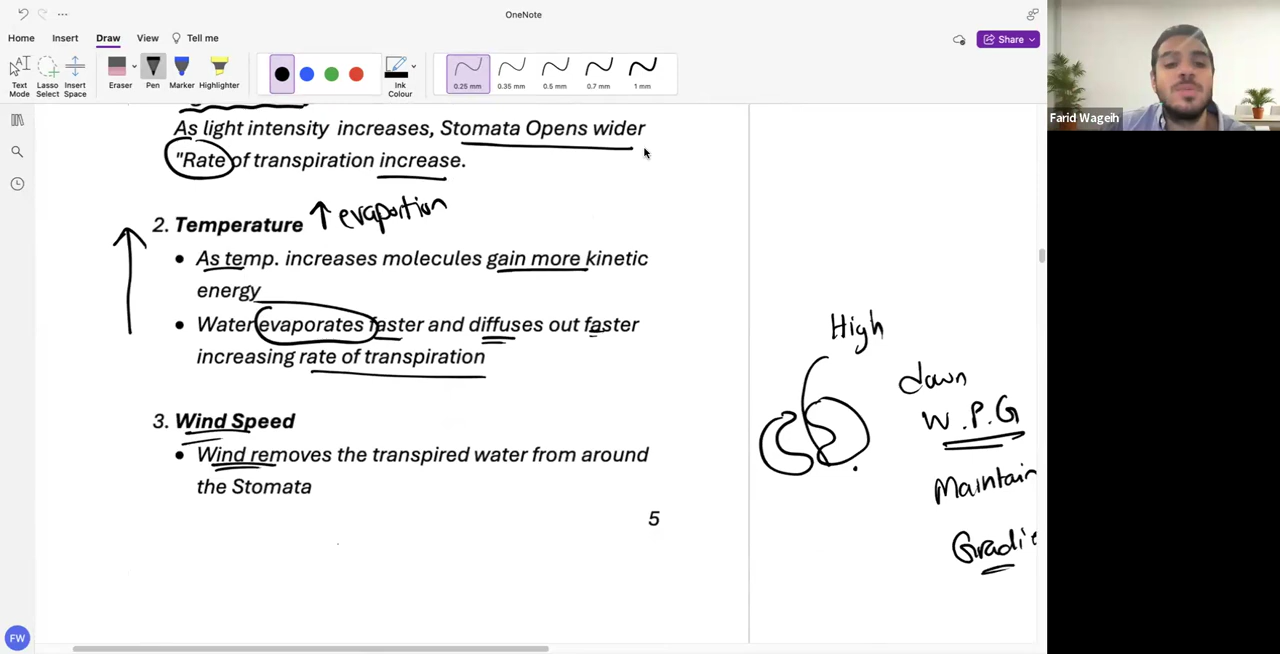 OneNote
Home Insert Draw View Tell me
Share
Text Mode
Lasso Select
Insert Space
Eraser
Pen
Marker
Highlighter
Ink Colour
0.25 mm
0.35 mm
0.5 mm
0.7 mm
1 mm
Farid Wageih
As light intensity increases, Stomata Opens wider
"Rate of transpiration increase.
2. Temperature ↑ evaportion
• As temp. increases molecules gain more kinetic
energy
• Water evaporates faster and diffuses out faster
increasing rate of transpiration
3. Wind Speed
• Wind removes the transpired water from around
the Stomata
5
High
down
W.P.G
Maintain
Gradie
FW